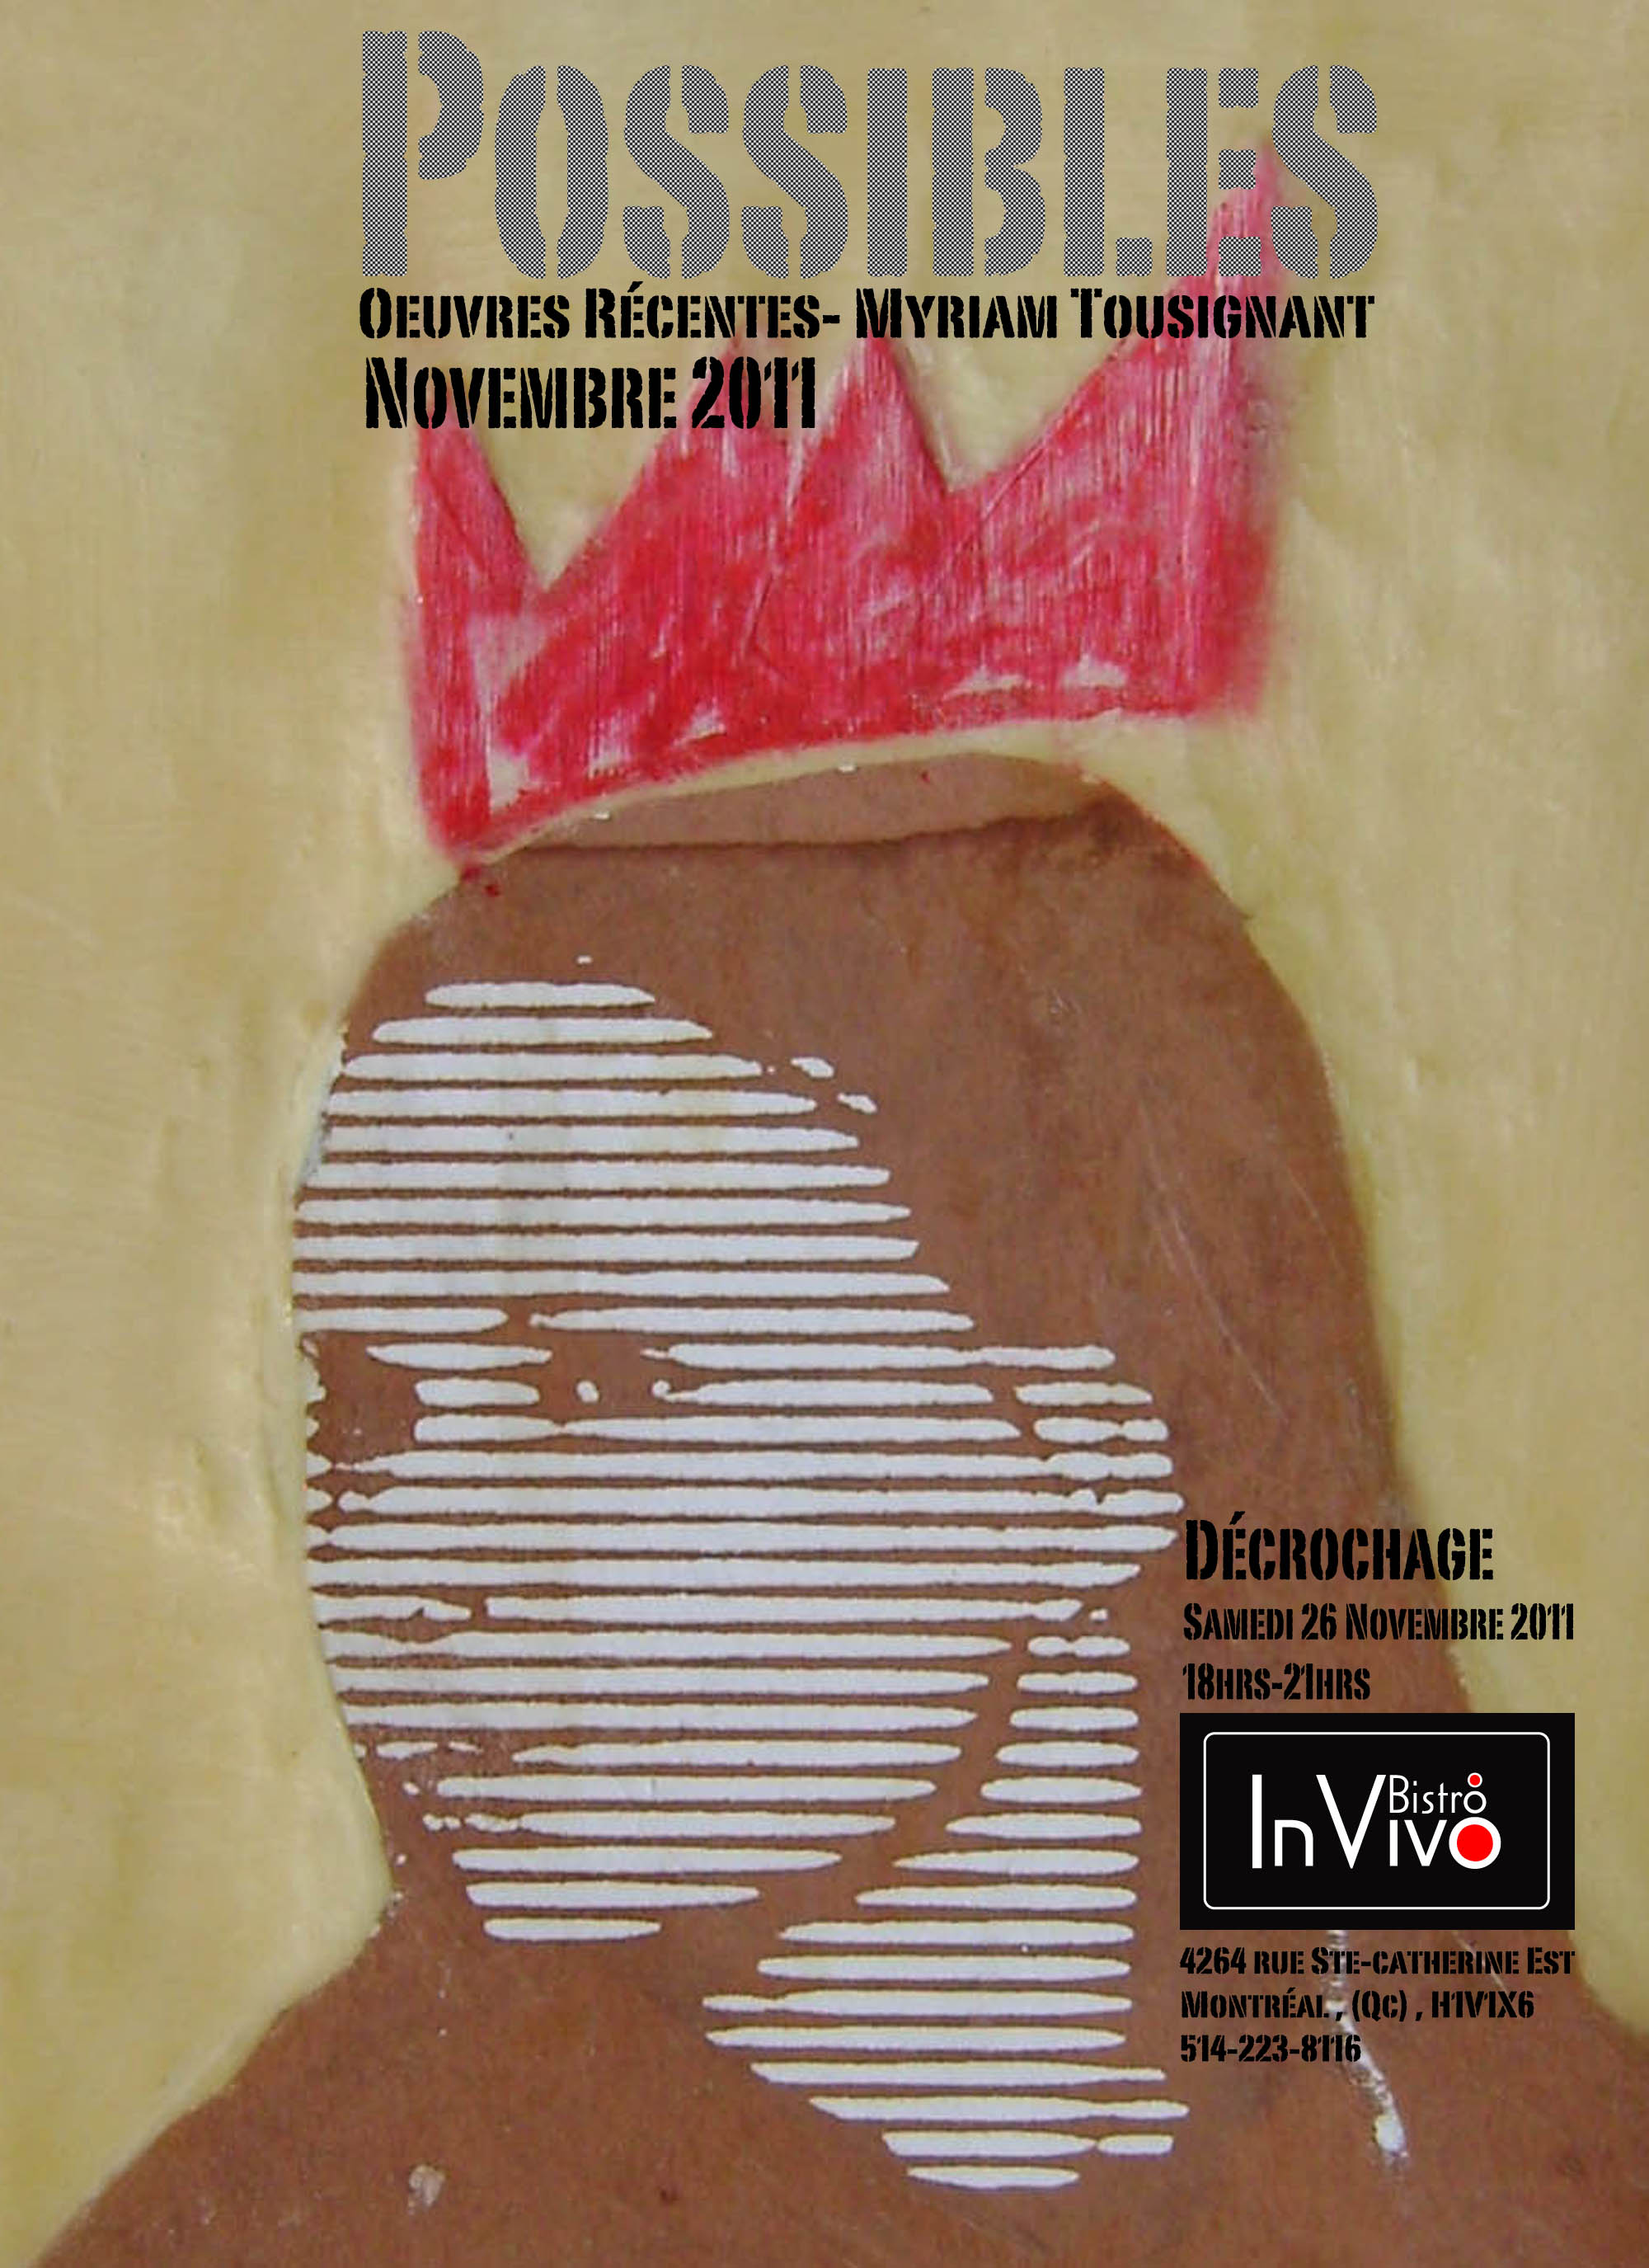 Possibles
Oeuvres Récentes- Myriam Tousignant
Novembre 2011
Décrochage
Samedi 26 Novembre 2011
18hrs-21hrs
Bistro
InVivo
4264 rue Ste-catherine Est
Montréal , (Qc) , H1V1X6
514-223-8116